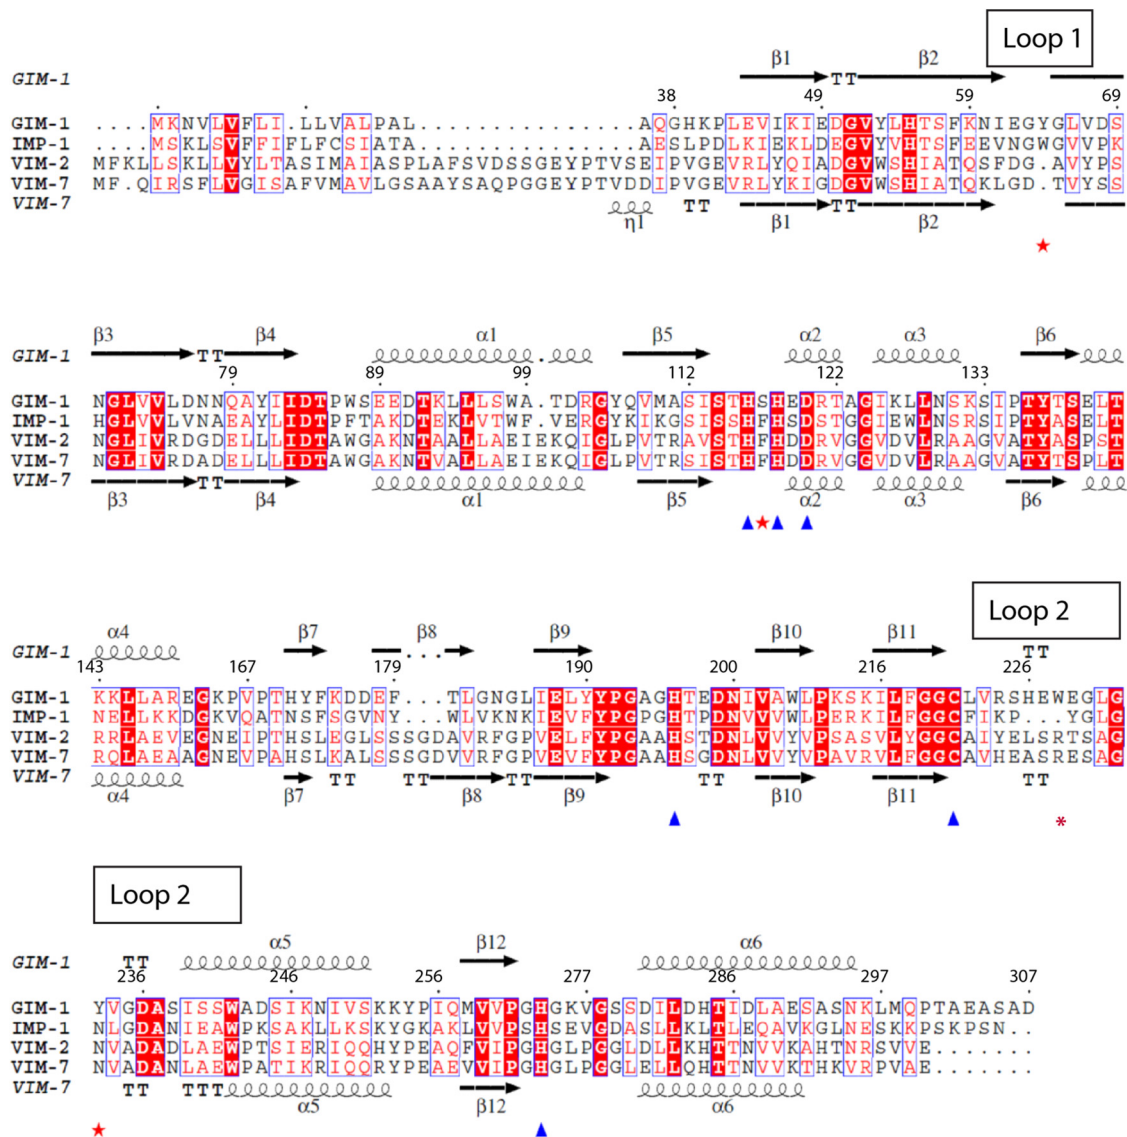 Loop 1
β1 TT β2
GIM-1
38 49 59 69
GIM-1 ....MKNVLVFLI.LLVALPAL...............AQGHKPLEVIKIEDGVYLHTSFKNIEGYGLVDS
IMP-1 ....MSKLSVFFIFLFCSIATA...............AESLPDLKIEKLDEGVYVHTSFEEVNGWGVVPK
VIM-2 MFKLLSKLLVYLTASIMAIASPLAFSVDSSGEYPTVSEIPVGEVRLYQIADGVWSHIATQSFDG.AVYPS
VIM-7 MF.QIRSFLVGISAFVMAVLGSAAYSAQPGGEYPTVDDIPVGEVRLYKIGDGVWSHIATQKLGD.TVYSS
VIM-7 TT TT
η1 β1 β2
β3 β4 α1 β5 α2 α3 β6
GIM-1 TT .
79 89 99 112 122 133
GIM-1 NGLVVLDNNQAYIIDTPWSEEDTKLLLSWA.TDRGYQVMASISTHSHEDRTAGIKLLNSKSIPTYTSELT
IMP-1 HGLVVLVNAEAYLIDTPFTAKDTEKLVTWF.VERGYKIKGSISSHFHSDSTGGIEWLNSRSIPTYASELT
VIM-2 NGLIVRDGDELLLIDTAWGAKNTAALLAEIEKQIGLPVTRAVSTHFHDDRVGGVDVLRAAGVATYASPST
VIM-7 NGLIVRDADELLLIDTAWGAKNTVALLAEIEKQIGLPVTRSISTHFHDDRVGGVDVLRAAGVATYTSPLT
VIM-7 TT
β3 β4 α1 β5 α2 α3 β6
Loop 2
α4 β7 β8 β9 β10 β11
GIM-1 ... TT
143 167 179 190 200 216 226
GIM-1 KKLLAREGKPVPTHYFKDDEF...TLGNGLIELYYPGAGHTEDNIVAWLPKSKILFGGCLVRSHEWEGLG
IMP-1 NELLKKDGKVQATNSFSGVNY...WLVKNKIEVFYPGPGHTPDNVVVWLPERKILFGGCFIKP...YGLG
VIM-2 RRLAEVEGNEIPTHSLEGLSSSGDAVRFGPVELFYPGAAHSTDNLVVYVPSASVLYGGCAIYELSRTSAG
VIM-7 RQLAEAAGNEVPAHSLKALSSSGDVVRFGPVEVFYPGAAHSGDNLVVYVPAVRVLFGGCAVHEASRESAG
VIM-7 TT TT TT TT TT
α4 β7 β8 β9 β10 β11
*
Loop 2
α5 β12 α6
GIM-1 TT
236 246 256 277 286 297 307
GIM-1 YVGDASISSWADSIKNIVSKKYPIQMVVPGHGKVGSSDILDHTIDLAESASNKLMQPTAEASAD
IMP-1 NLGDANIEAWPKSAKLLKSKYGKAKLVVPSHSEVGDASLLKLTLEQAVKGLNESKKPSKPSN..
VIM-2 NVADADLAEWPTSIERIQQHYPEAQFVIPGHGLPGGLDLLKHTTNVVKAHTNRSVVE.......
VIM-7 NVADANLAEWPATIKRIQQRYPEAEVVIPGHGLPGGLELLQHTTNVVKTHKVRPVAE.......
VIM-7 TT TTT
α5 β12 α6